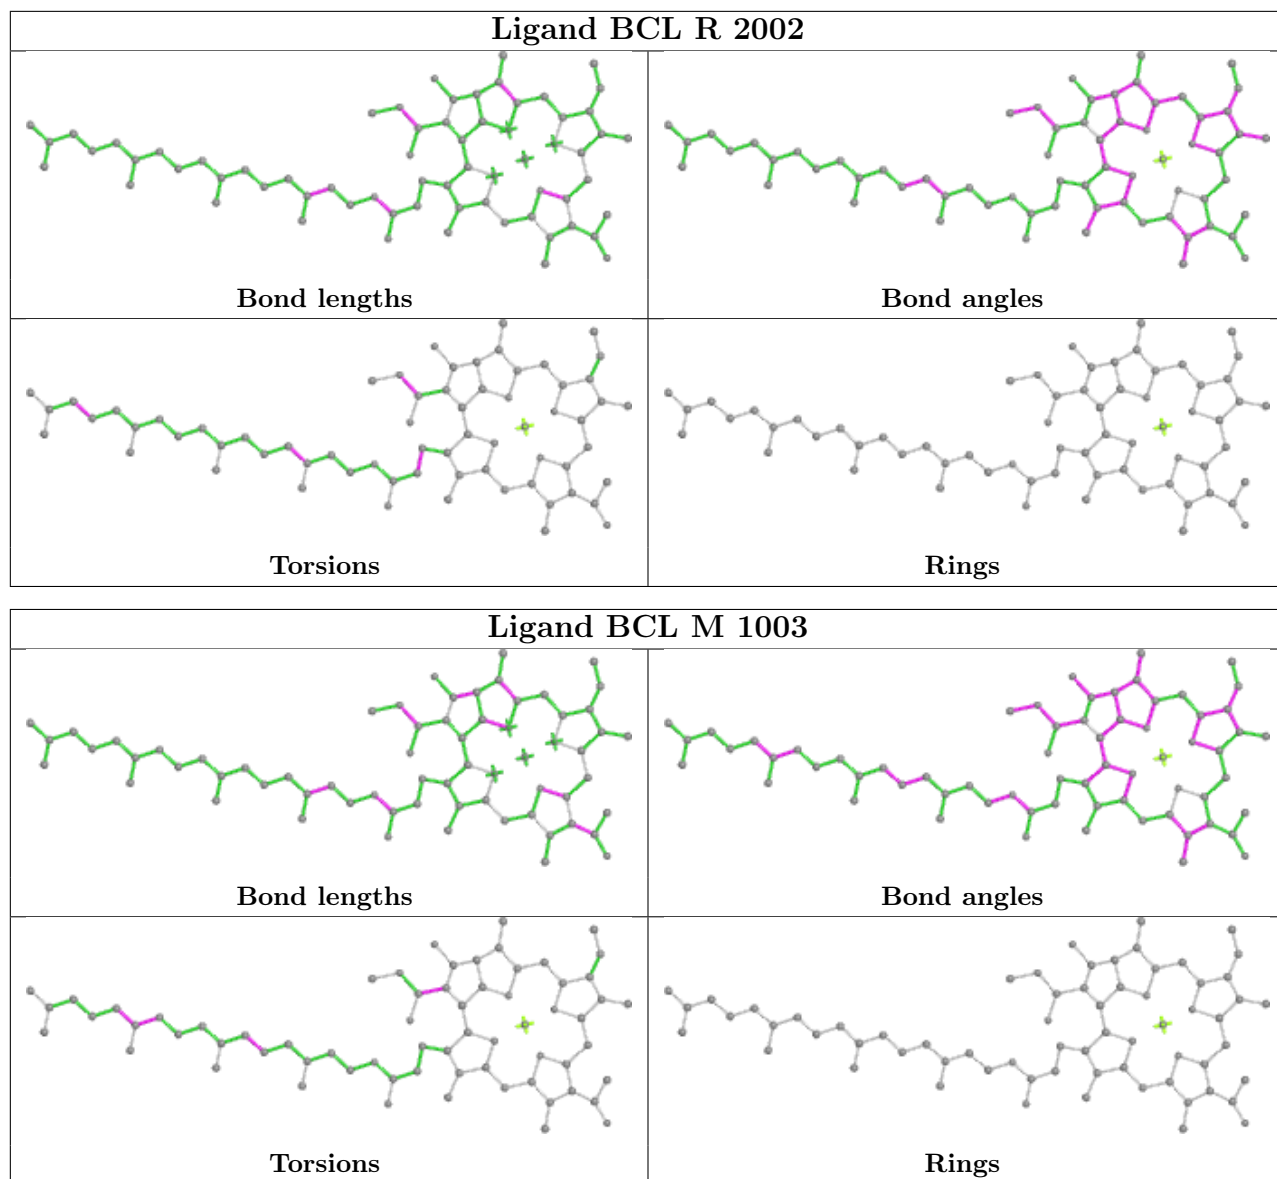 Ligand BCL R 2002
Bond lengths
Bond angles
Torsions
Rings
Ligand BCL M 1003
Bond lengths
Bond angles
Torsions
Rings